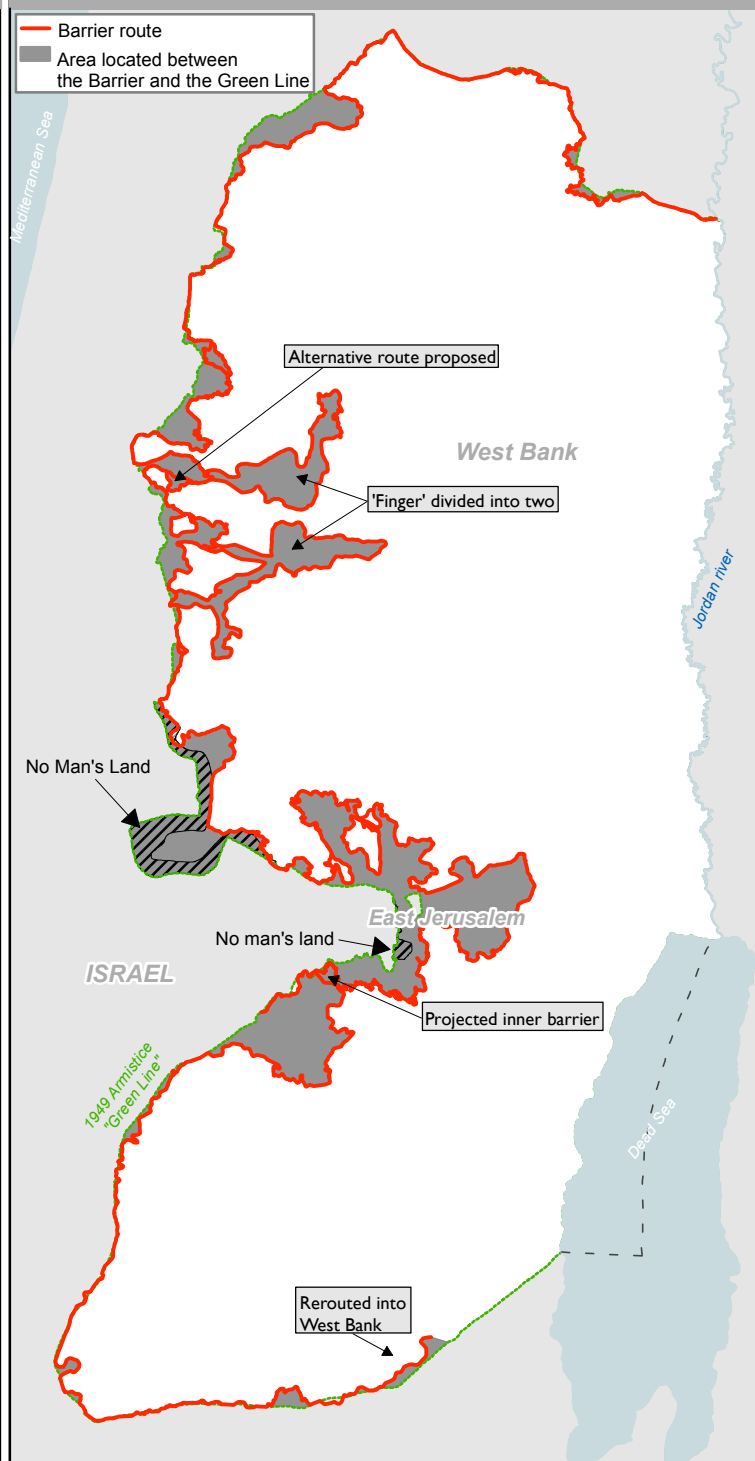 Barrier route
Area located between
the Barrier and the Green Line
Mediterranean Sea
Alternative route proposed
West Bank
'Finger' divided into two
Jordan river
No Man's Land
East Jerusalem
No man's land
ISRAEL
Projected inner barrier
1949 Armistice
"Green Line"
Dead Sea
Rerouted into
West Bank